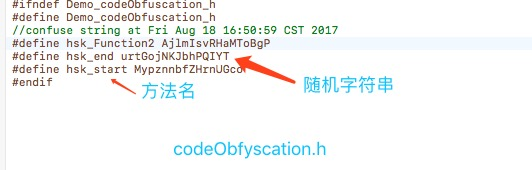 #ifndef Demo_codeObfuscation_h
#define Demo_codeObfuscation_h
//confuse string at Fri Aug 18 16:50:59 CST 2017
#define hsk_Function2 AjlmIsvRHaMToBgP
#define hsk_end urtGojNKJbhPQIYT
#define hsk_start MypznnbfZHrnUGco
#endif
方法名
随机字符串
codeObfyscation.h